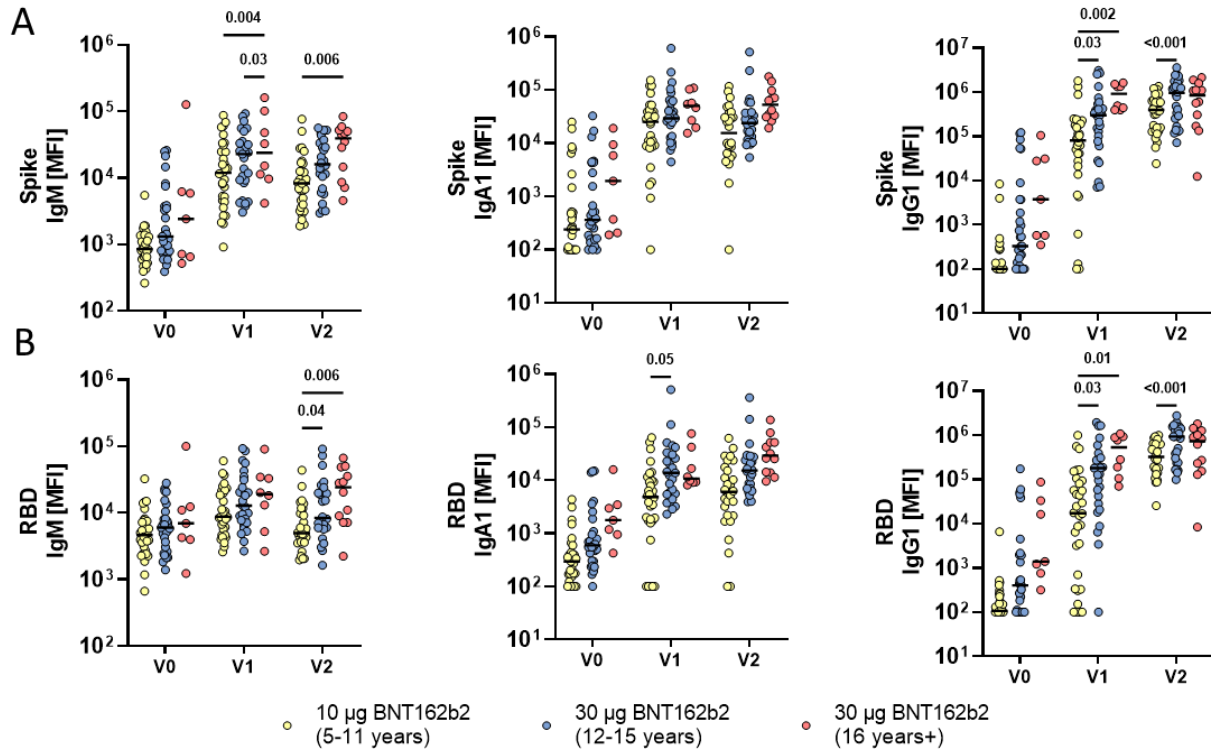 A
Spike
IgM [MFI]
10⁶
10⁵
10⁴
10³
10²
0.004
0.03
0.006
V0
V1
V2
Spike
IgA1 [MFI]
10⁶
10⁵
10⁴
10³
10²
10¹
V0
V1
V2
Spike
IgG1 [MFI]
10⁷
10⁶
10⁵
10⁴
10³
10²
10¹
0.002
0.03
<0.001
V0
V1
V2
B
RBD
IgM [MFI]
10⁶
10⁵
10⁴
10³
10²
0.006
0.04
V0
V1
V2
RBD
IgA1 [MFI]
10⁶
10⁵
10⁴
10³
10²
10¹
0.05
V0
V1
V2
RBD
IgG1 [MFI]
10⁷
10⁶
10⁵
10⁴
10³
10²
10¹
0.01
0.03
<0.001
V0
V1
V2
10 µg BNT162b2
(5-11 years)
30 µg BNT162b2
(12-15 years)
30 µg BNT162b2
(16 years+)